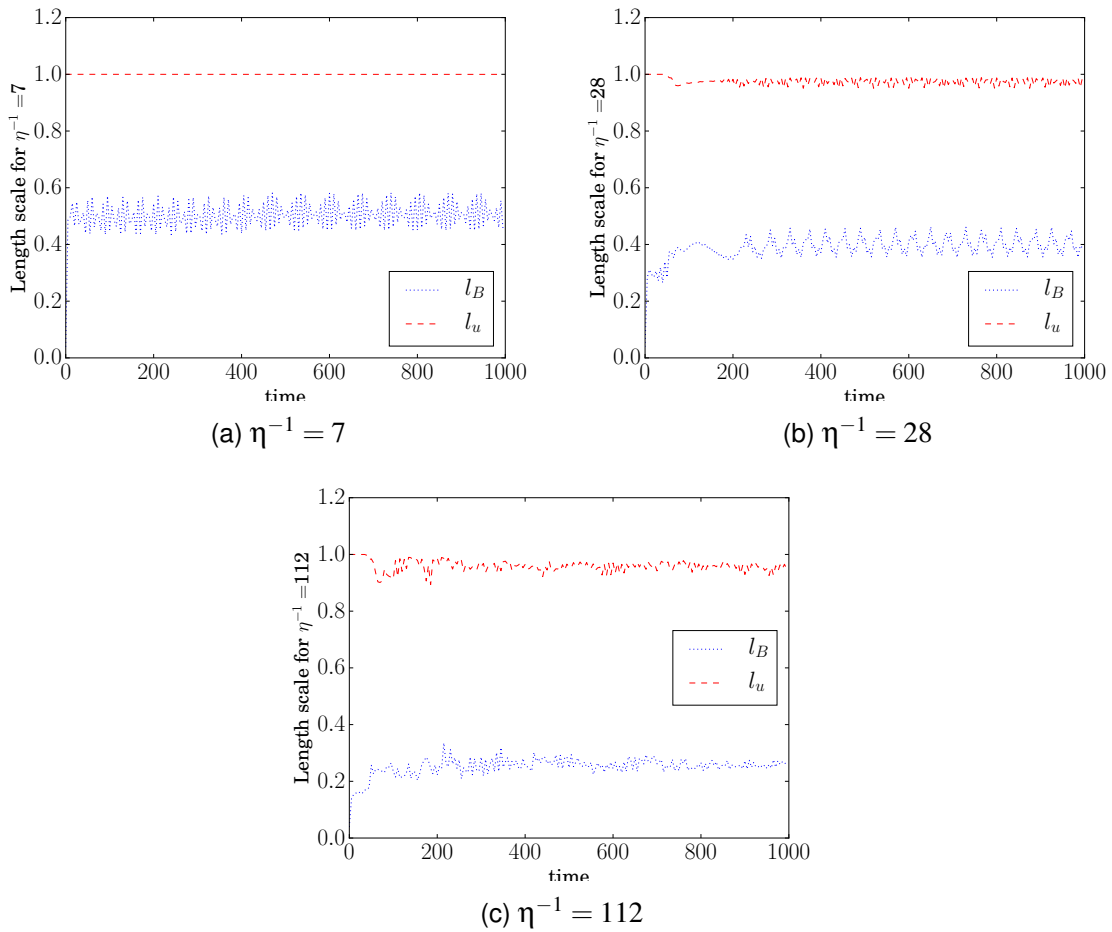 1.2
1.0
0.8
0.6
0.4
0.2
0.0
Length scale for η⁻¹ =7
l_B
l_u
0 200 400 600 800 1000
time
(a) η⁻¹ = 7
1.2
1.0
0.8
0.6
0.4
0.2
0.0
Length scale for η⁻¹ =28
l_B
l_u
0 200 400 600 800 1000
time
(b) η⁻¹ = 28
1.2
1.0
0.8
0.6
0.4
0.2
0.0
Length scale for η⁻¹ =112
l_B
l_u
0 200 400 600 800 1000
time
(c) η⁻¹ = 112